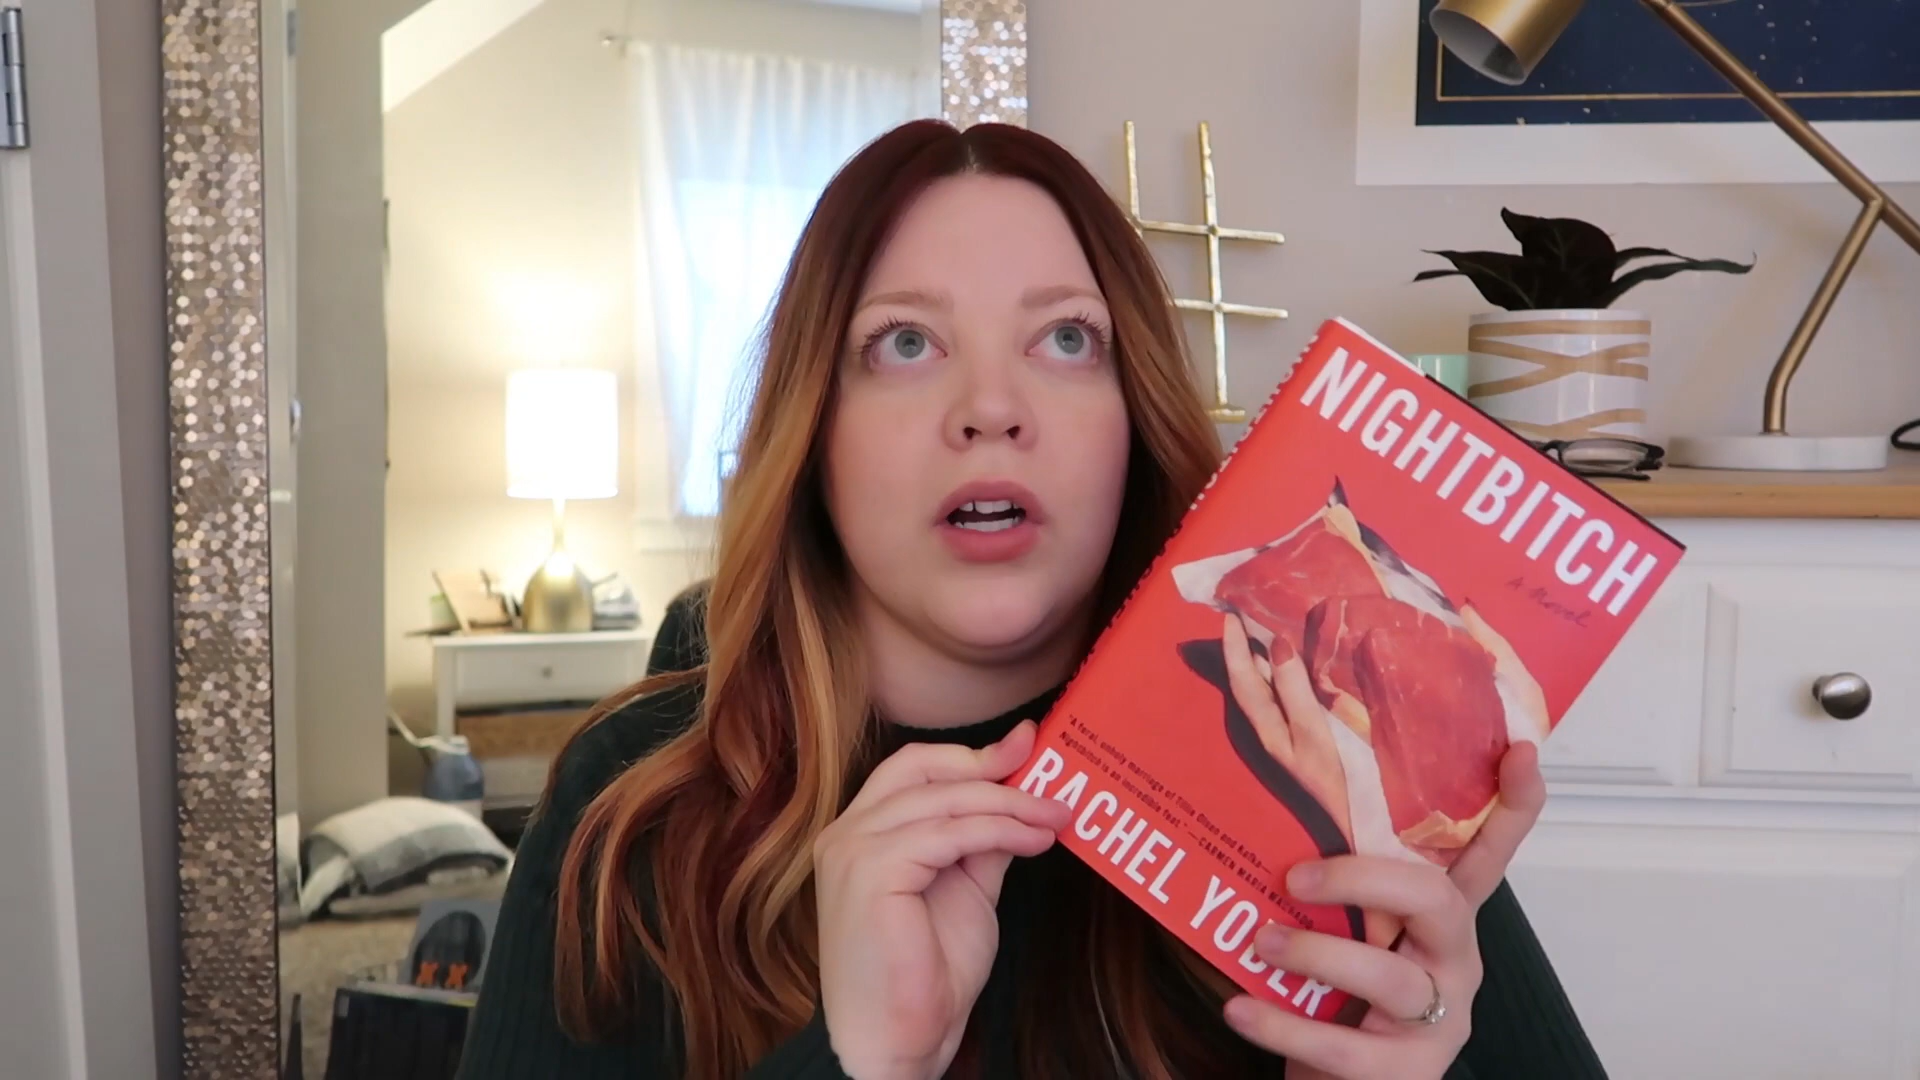 NIGHTBITCH
A Novel
"A feral, unholy marriage of Tillie Olsen and Kafka—
Nightbitch is an incredible feat." —CARMEN MARIA MACHADO
RACHEL YODER